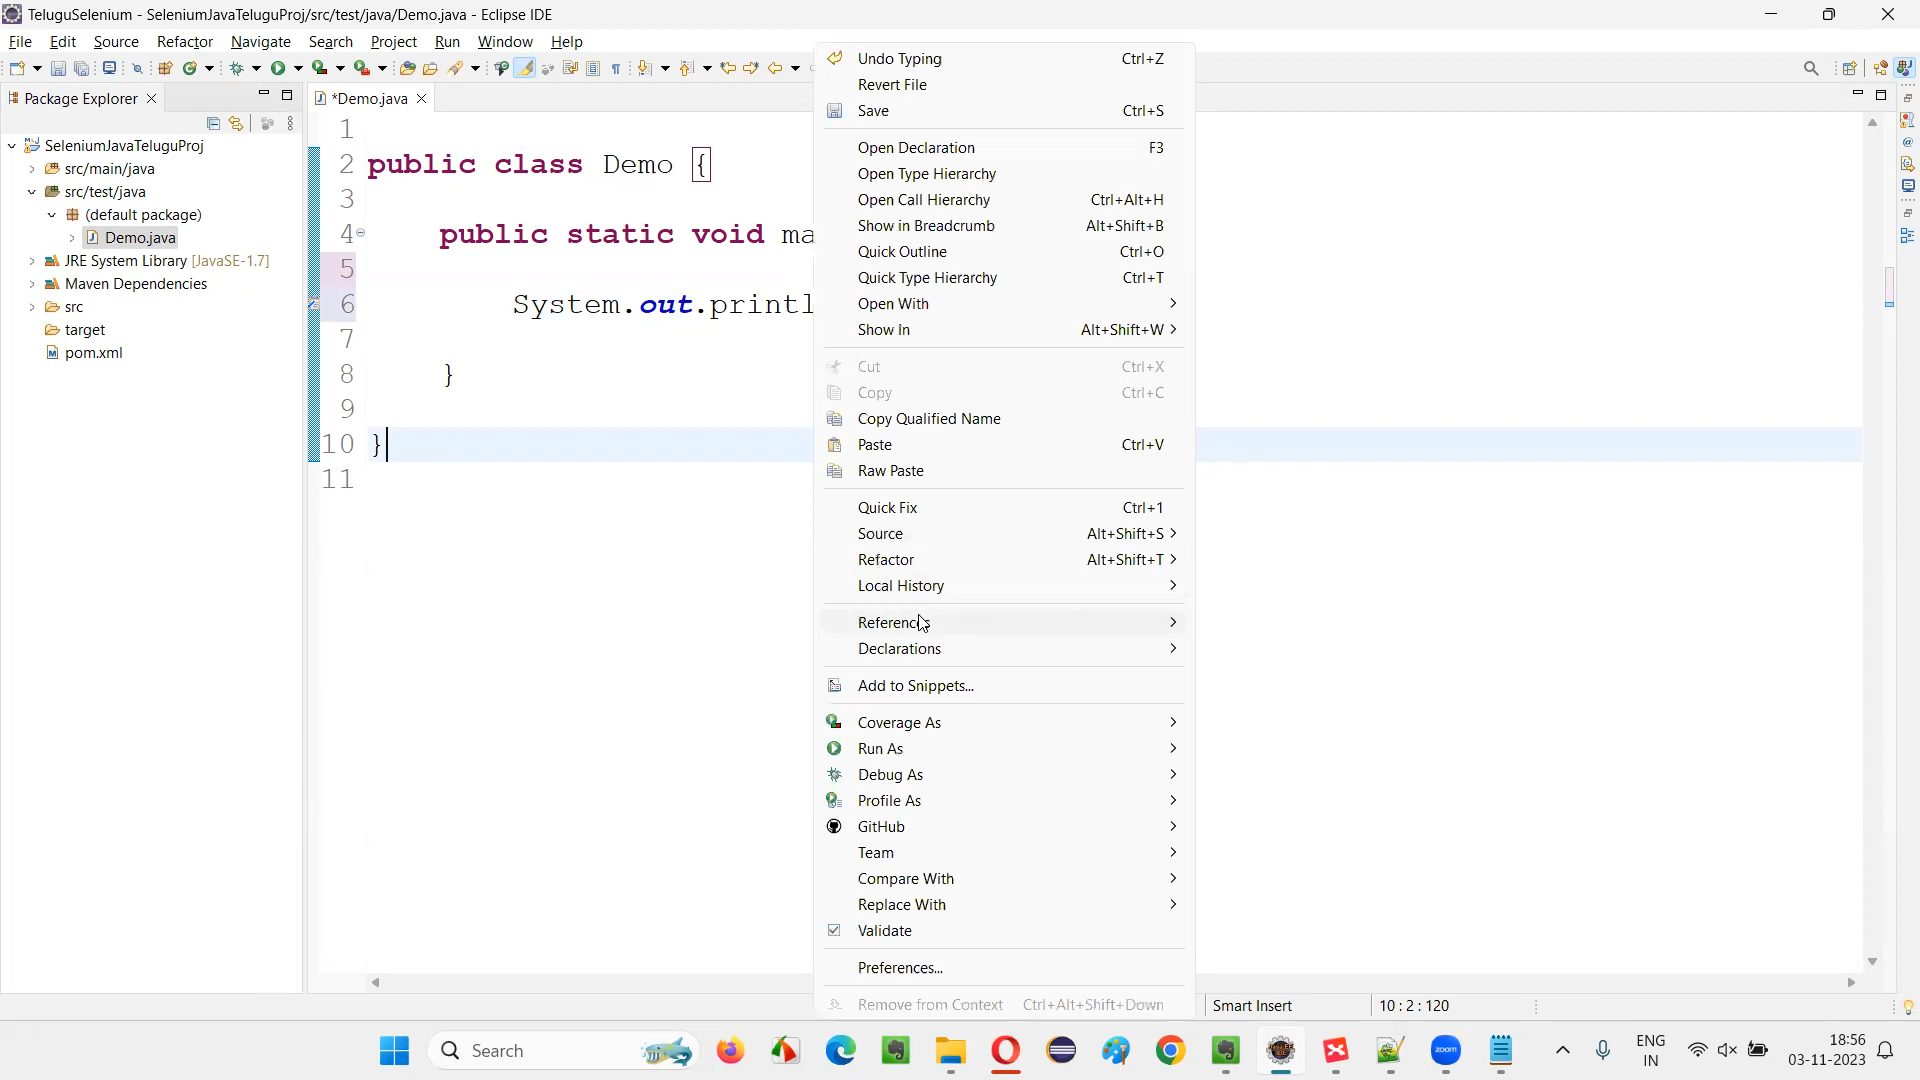 TeluguSelenium - SeleniumJavaTeluguProj/src/test/java/Demo.java - Eclipse IDE
File Edit Source Refactor Navigate Search Project Run Window Help
Package Explorer
SeleniumJavaTeluguProj
src/main/java
src/test/java
(default package)
Demo.java
JRE System Library [JavaSE-1.7]
Maven Dependencies
src
target
pom.xml
*Demo.java
1
2 public class Demo {
3
4 public static void ma
5
6 System.out.printl
7
8 }
9
10 }
11
Undo Typing Ctrl+Z
Revert File
Save Ctrl+S
Open Declaration F3
Open Type Hierarchy
Open Call Hierarchy Ctrl+Alt+H
Show in Breadcrumb Alt+Shift+B
Quick Outline Ctrl+O
Quick Type Hierarchy Ctrl+T
Open With
Show In Alt+Shift+W
Cut Ctrl+X
Copy Ctrl+C
Copy Qualified Name
Paste Ctrl+V
Raw Paste
Quick Fix Ctrl+1
Source Alt+Shift+S
Refactor Alt+Shift+T
Local History
References
Declarations
Add to Snippets...
Coverage As
Run As
Debug As
Profile As
GitHub
Team
Compare With
Replace With
Validate
Preferences...
Remove from Context Ctrl+Alt+Shift+Down
Smart Insert 10 : 2 : 120
Search
zoom
ENG
IN
18:56
03-11-2023